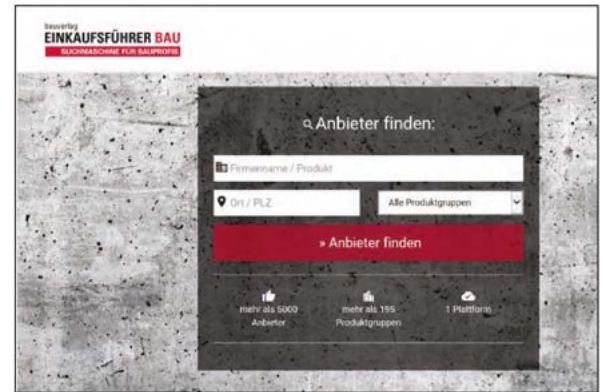 bauverlag
EINKAUFSFÜHRER BAU
SUCHMASCHINE FÜR BAUPROFIS
Anbieter finden:
Firmenname / Produkt
Ort / PLZ
Alle Produktgruppen
» Anbieter finden
mehr als 5000
Anbieter
mehr als 195
Produktgruppen
1 Plattform